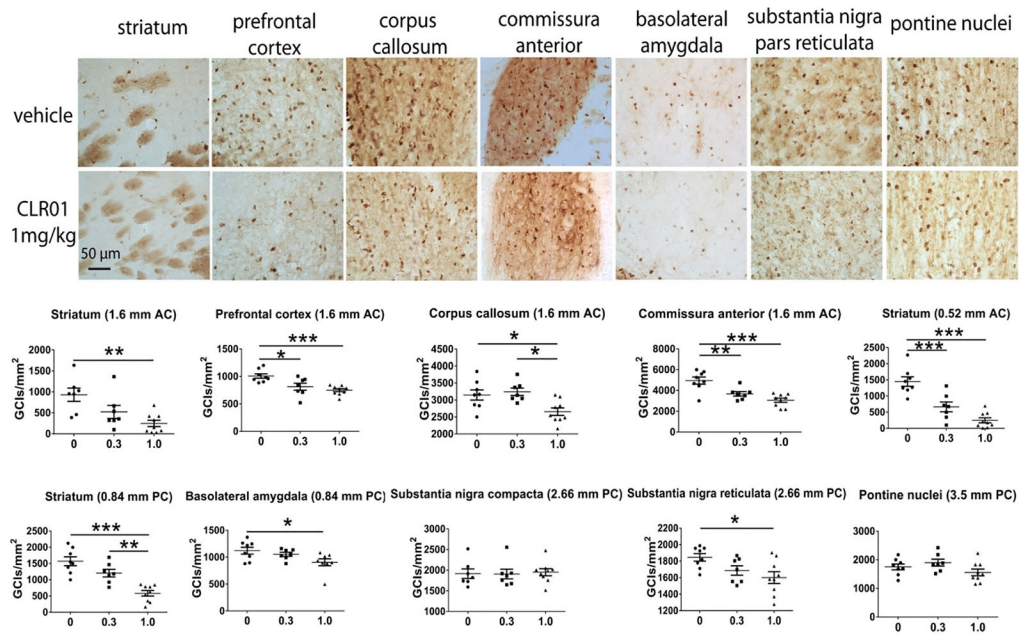 striatum
prefrontal
cortex
corpus
callosum
commissura
anterior
basolateral
amygdala
substantia nigra
pars reticulata
pontine nuclei
vehicle
CLR01
1mg/kg
50 µm
Striatum (1.6 mm AC)
GCIs/mm²
2000
1500
1000
500
0
**
0 0.3 1.0
Prefrontal cortex (1.6 mm AC)
GCIs/mm²
1500
1000
500
0
***
*
0 0.3 1.0
Corpus callosum (1.6 mm AC)
GCIs/mm²
4500
4000
3500
3000
2500
2000
*
*
0 0.3 1.0
Commissura anterior (1.6 mm AC)
GCIs/mm²
8000
6000
4000
2000
0
***
**
0 0.3 1.0
Striatum (0.52 mm AC)
GCIs/mm²
2500
2000
1500
1000
500
0
***
***
0 0.3 1.0
Striatum (0.84 mm PC)
GCIs/mm²
2500
2000
1500
1000
500
0
***
**
0 0.3 1.0
Basolateral amygdala (0.84 mm PC)
GCIs/mm²
1500
1000
500
0
*
0 0.3 1.0
Substantia nigra compacta (2.66 mm PC)
GCIs/mm²
3000
2500
2000
1500
1000
0 0.3 1.0
Substantia nigra reticulata (2.66 mm PC)
GCIs/mm²
2200
2000
1800
1600
1400
1200
*
0 0.3 1.0
Pontine nuclei (3.5 mm PC)
GCIs/mm²
3000
2000
1000
0
0 0.3 1.0